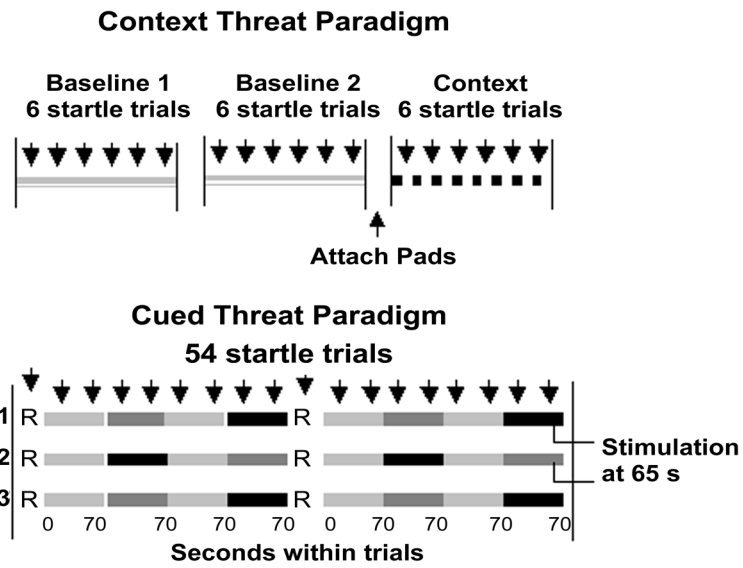 Context Threat Paradigm
Baseline 1 Baseline 2 Context
6 startle trials 6 startle trials 6 startle trials
Attach Pads
Cued Threat Paradigm
54 startle trials
1 R R
2 R R
3 R R
Stimulation
at 65 s
0 70 70 70 70 0 70 70 70 70
Seconds within trials